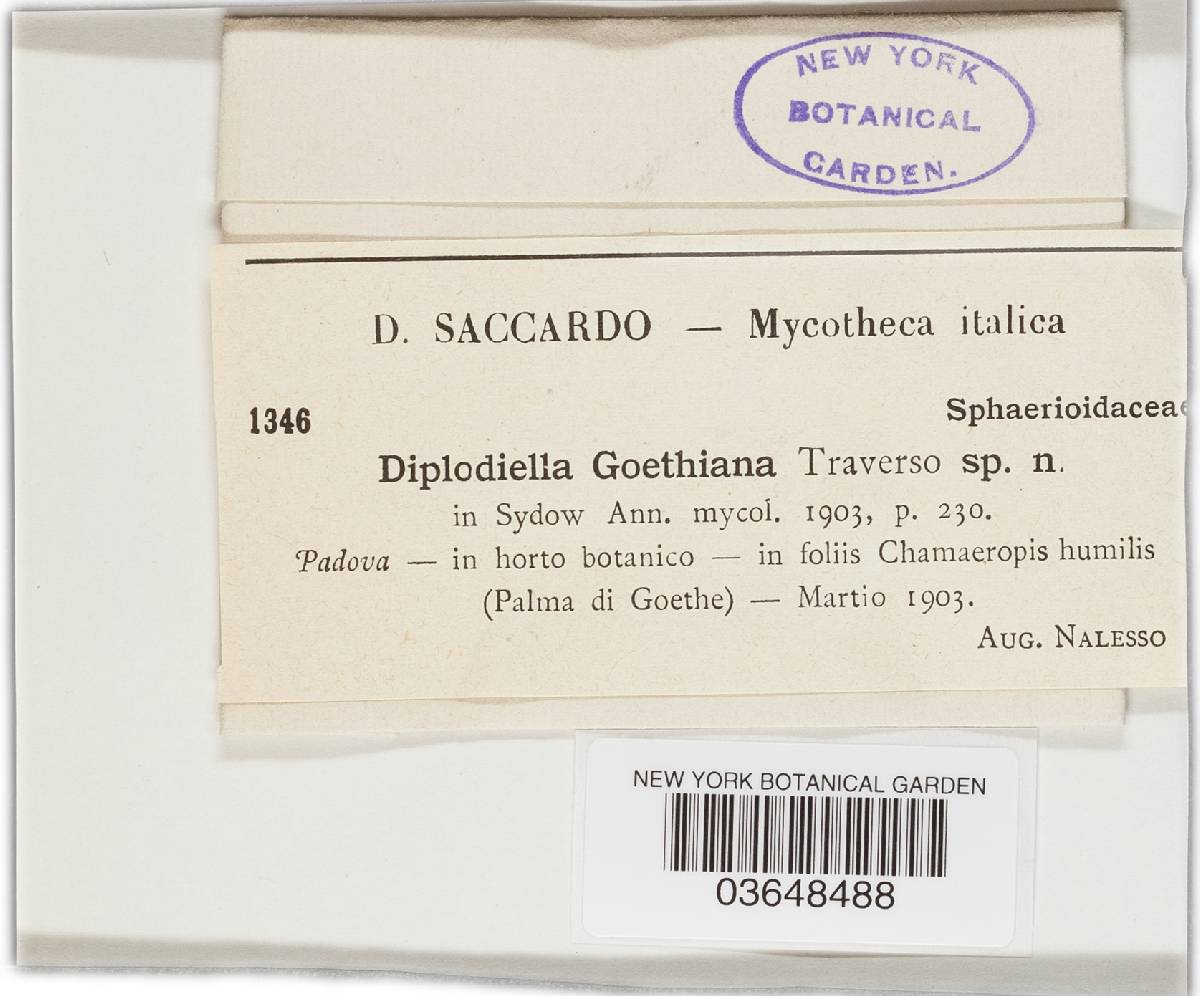 NEW YORK
BOTANICAL
GARDEN.
D. SACCARDO — Mycotheca italica
1346
Sphaerioidaceae
Diplodiella Goethiana Traverso sp. n.
in Sydow Ann. mycol. 1903, p. 230.
Padova — in horto botanico — in foliis Chamaeropis humilis
(Palma di Goethe) — Martio 1903.
AUG. NALESSO
NEW YORK BOTANICAL GARDEN
03648488